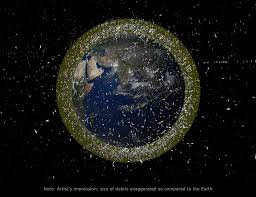 Note: Artist's impression; size of debris exaggerated as compared to the Earth